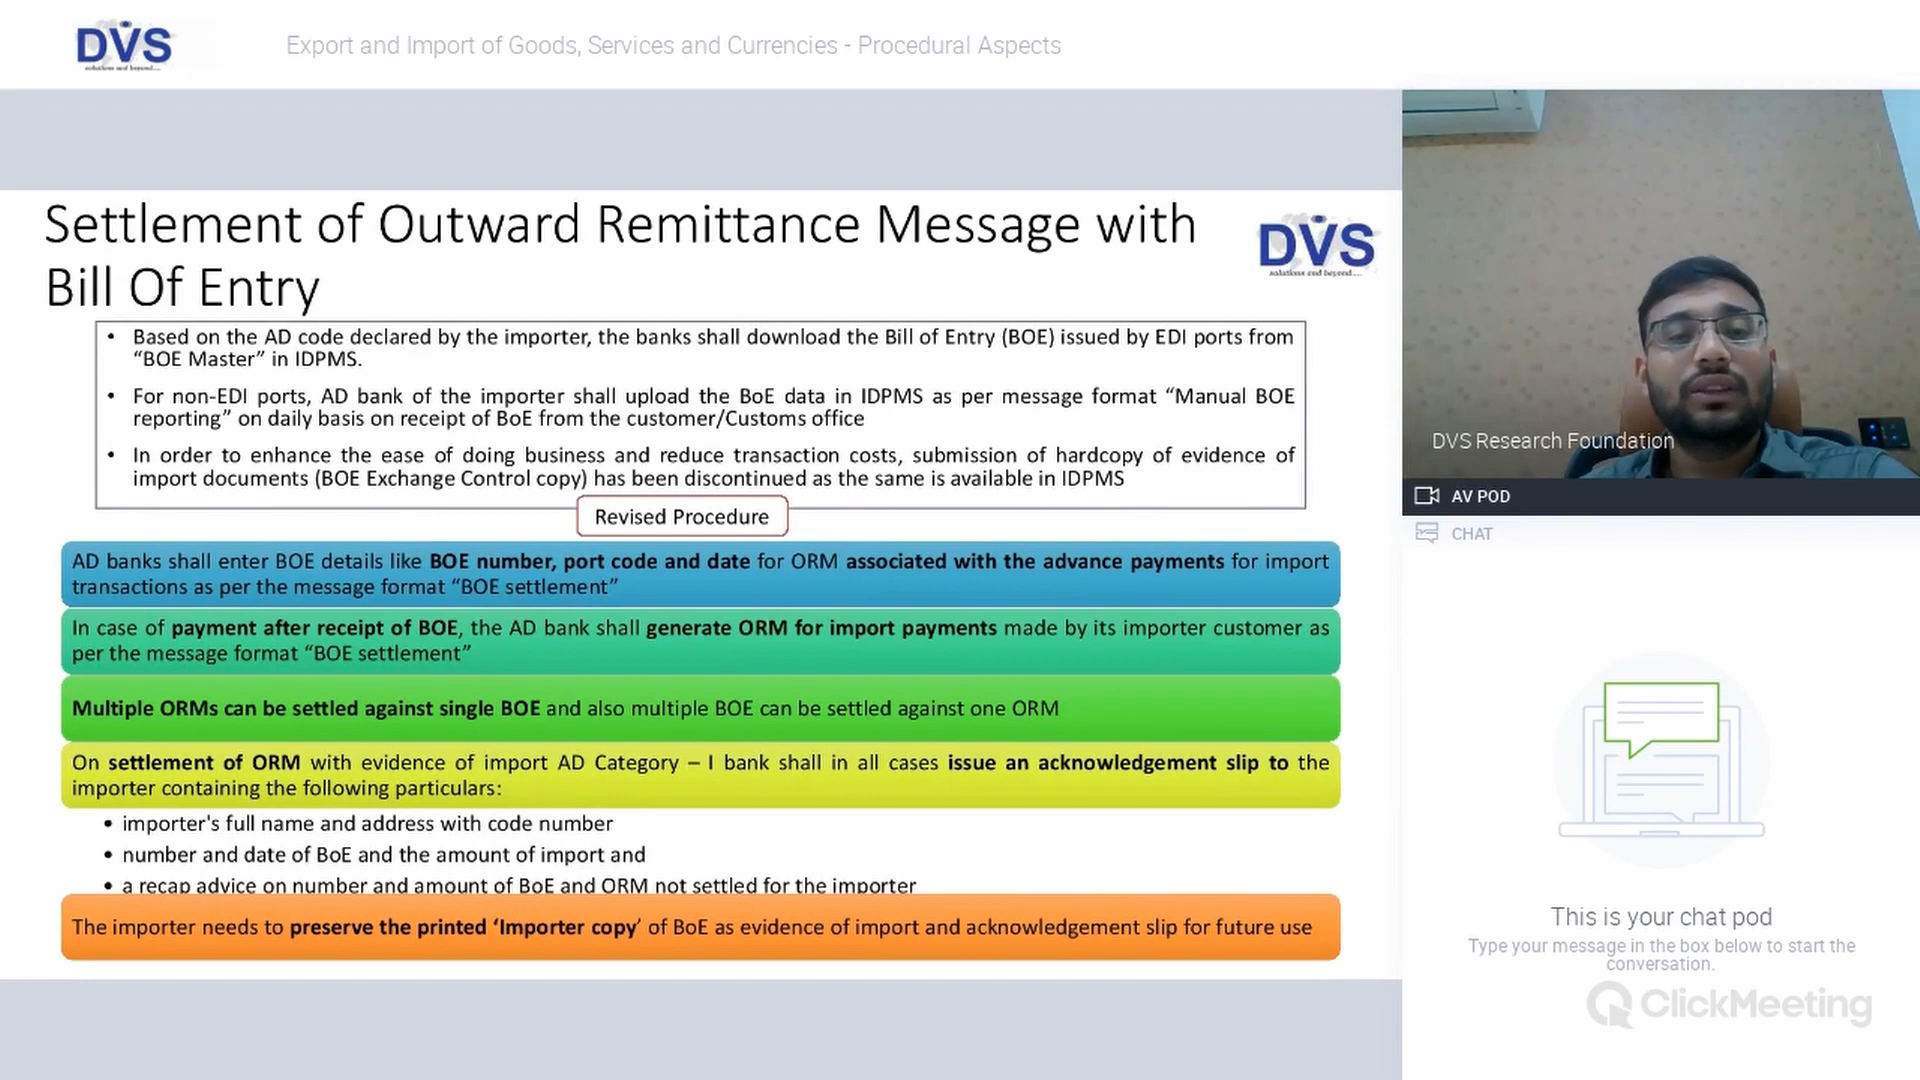 DVS
solutions and beyond....
Export and Import of Goods, Services and Currencies - Procedural Aspects
Settlement of Outward Remittance Message with
Bill Of Entry
DVS
solutions and beyond....
• Based on the AD code declared by the importer, the banks shall download the Bill of Entry (BOE) issued by EDI ports from
“BOE Master” in IDPMS.
• For non-EDI ports, AD bank of the importer shall upload the BoE data in IDPMS as per message format “Manual BOE
reporting” on daily basis on receipt of BoE from the customer/Customs office
• In order to enhance the ease of doing business and reduce transaction costs, submission of hardcopy of evidence of
import documents (BOE Exchange Control copy) has been discontinued as the same is available in IDPMS
Revised Procedure
AD banks shall enter BOE details like BOE number, port code and date for ORM associated with the advance payments for import
transactions as per the message format “BOE settlement”
In case of payment after receipt of BOE, the AD bank shall generate ORM for import payments made by its importer customer as
per the message format “BOE settlement”
Multiple ORMs can be settled against single BOE and also multiple BOE can be settled against one ORM
On settlement of ORM with evidence of import AD Category – I bank shall in all cases issue an acknowledgement slip to the
importer containing the following particulars:
• importer's full name and address with code number
• number and date of BoE and the amount of import and
• a recap advice on number and amount of BoE and ORM not settled for the importer
The importer needs to preserve the printed ‘Importer copy’ of BoE as evidence of import and acknowledgement slip for future use
DVS Research Foundation
AV POD
CHAT
This is your chat pod
Type your message in the box below to start the
conversation.
ClickMeeting